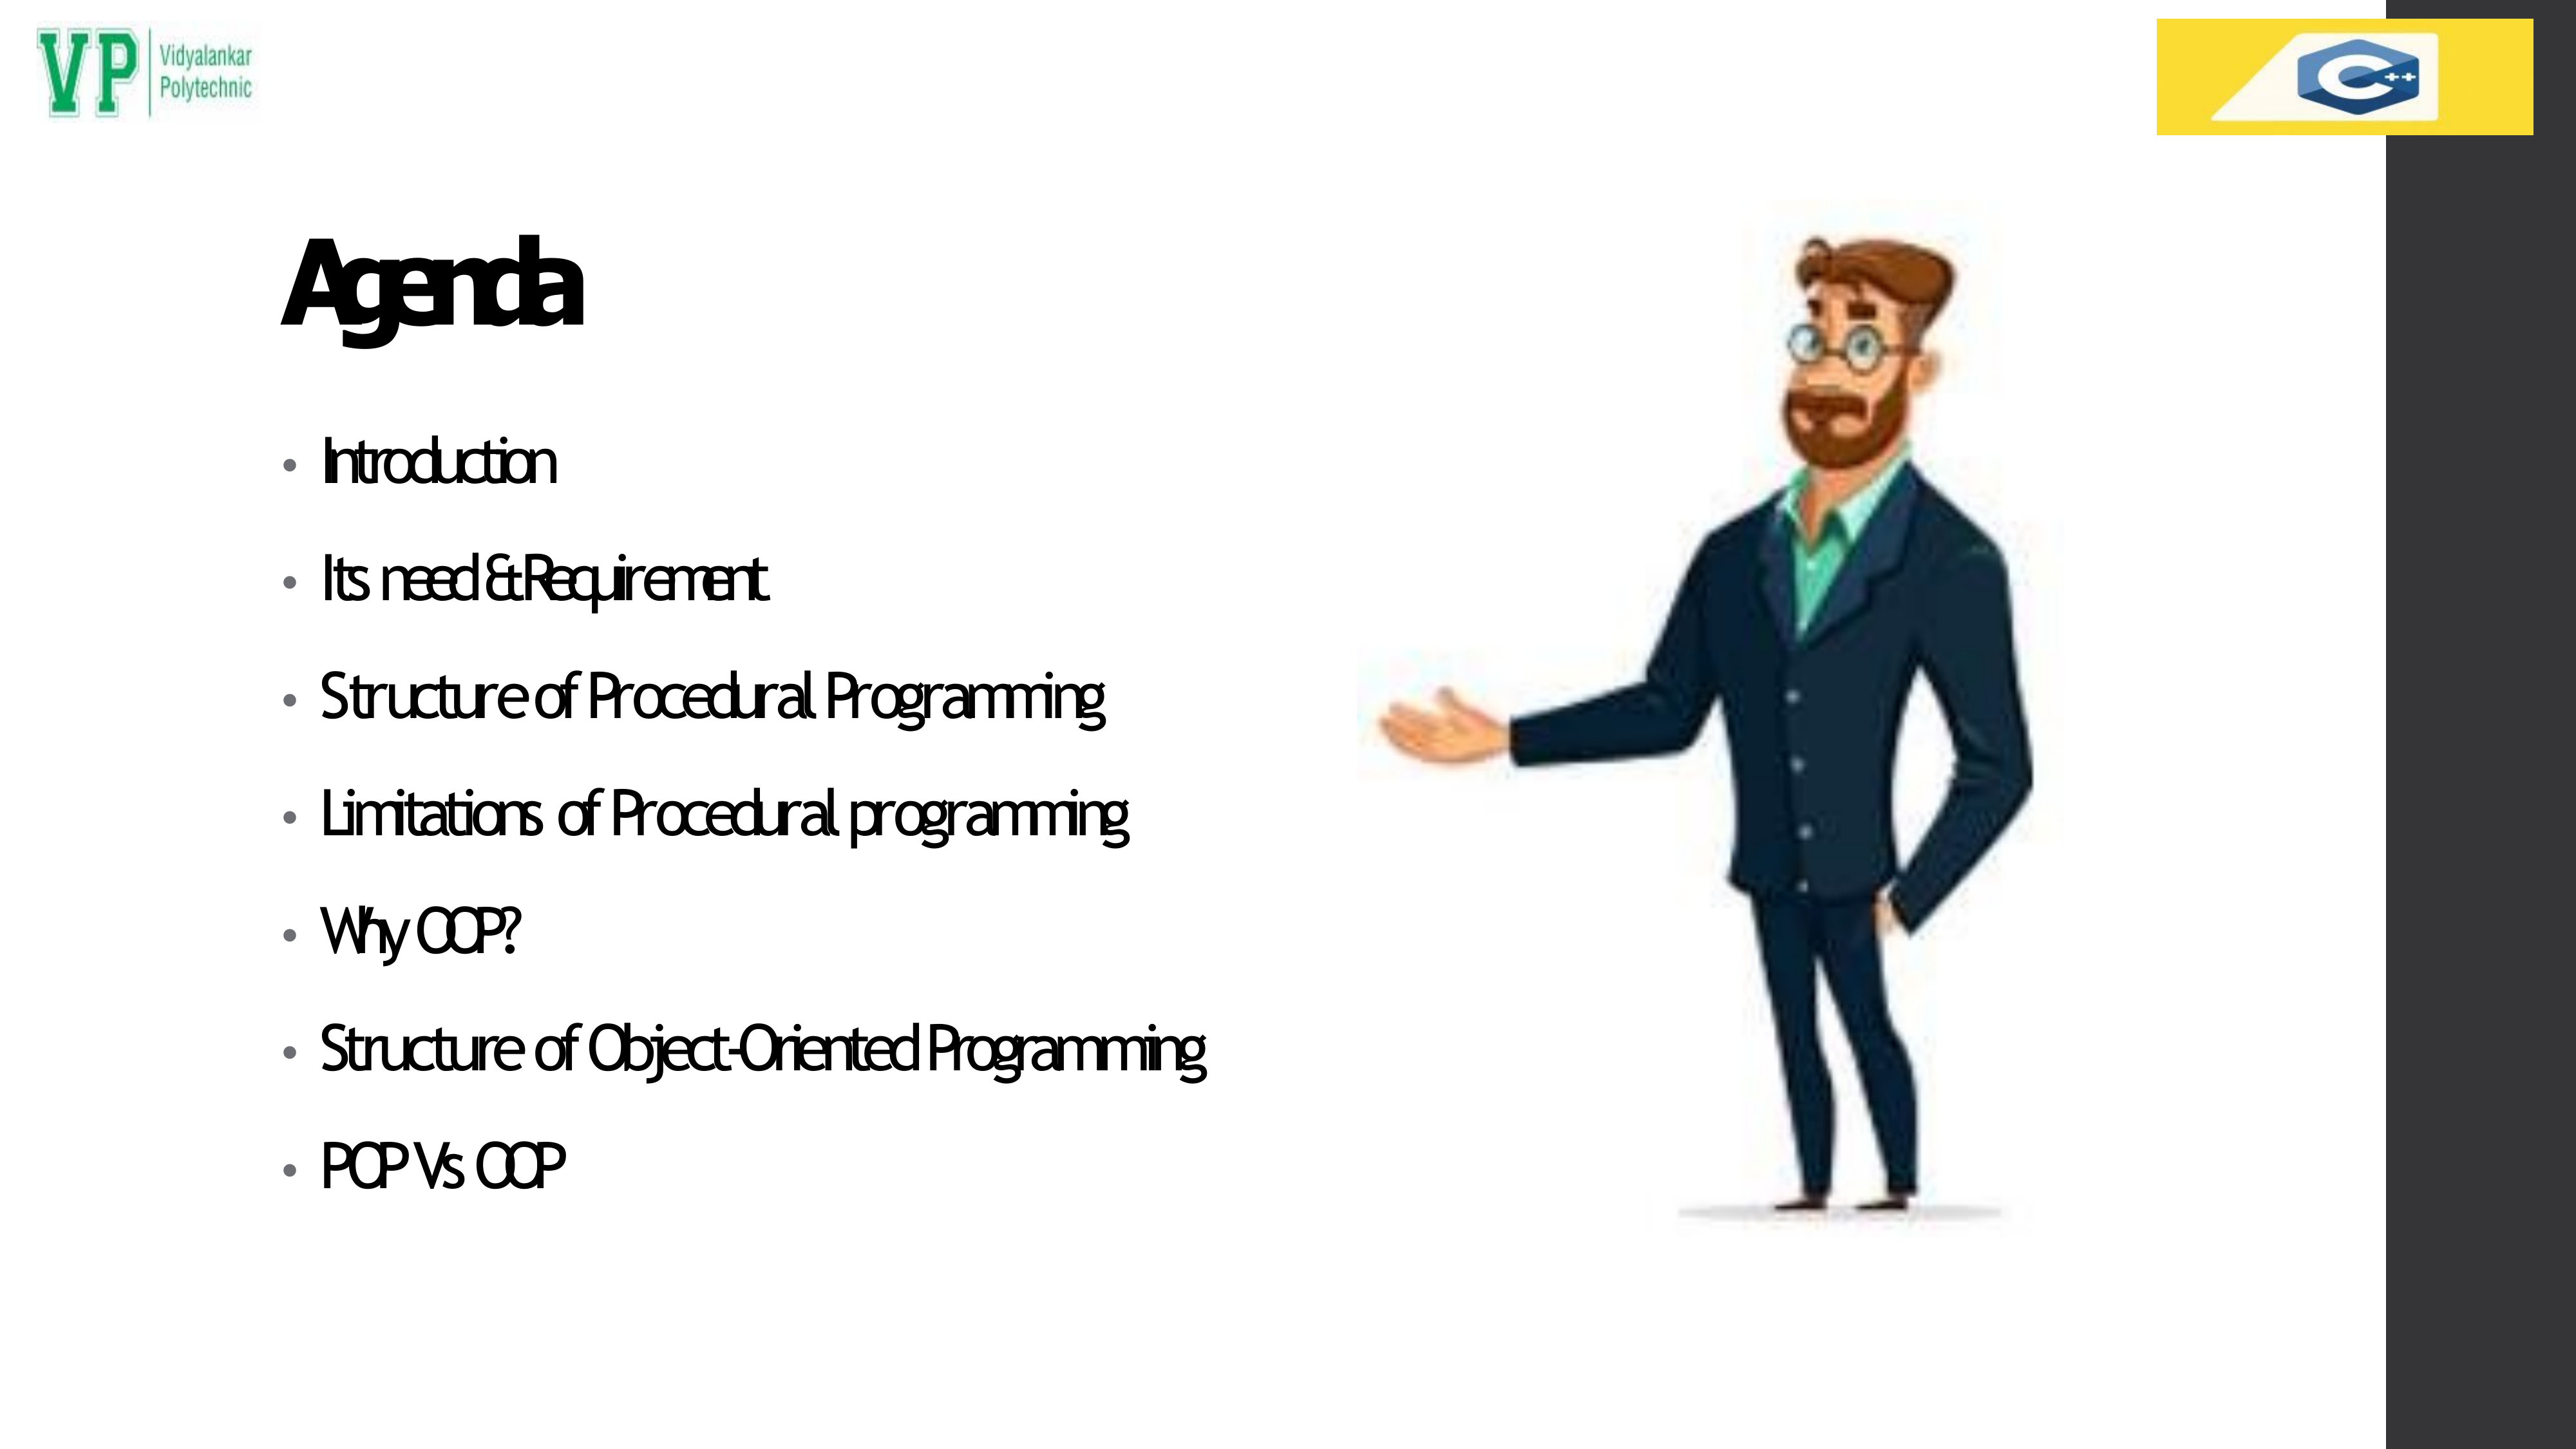 VP
Vidyalankar
Polytechnic
C++
Agenda
• Introduction
• Its need & Requirement
• Structure of Procedural Programming
• Limitations of Procedural programming
• Why OOP?
• Structure of Object-Oriented Programming
• POP Vs OOP